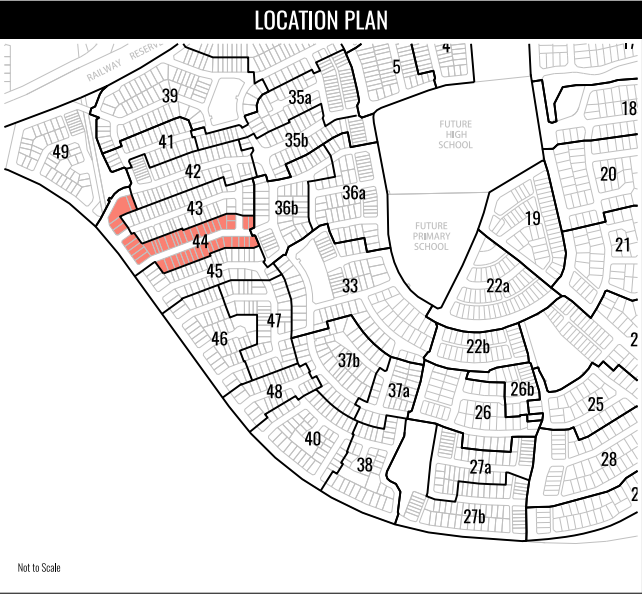 LOCATION PLAN
RAILWAY RESERVE
5
4
39
35a
18
FUTURE
HIGH
SCHOOL
41
35b
49
42
20
36a
43
36b
19
44
FUTURE
PRIMARY
SCHOOL
21
45
33
22a
47
46
22b
2
37b
48
37a
26b
26
25
40
38
27a
28
27b
2
Not to Scale